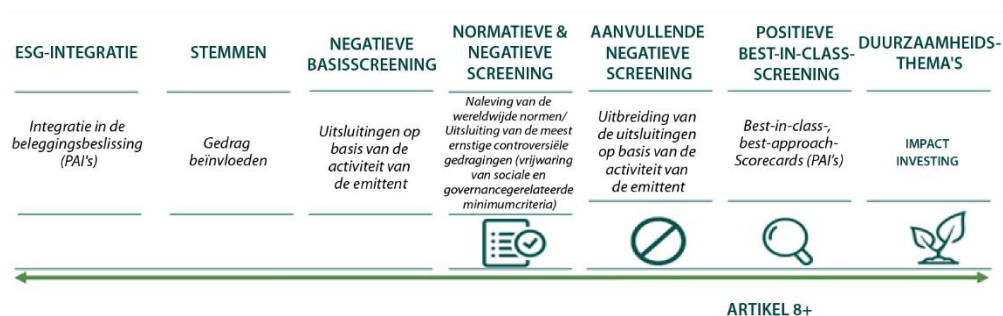 ESG-INTEGRATIE
STEMMEN
NEGATIEVE
BASISSCREENING
NORMATIEVE &
NEGATIEVE
SCREENING
AANVULLENDE
NEGATIEVE
SCREENING
POSITIEVE
BEST-IN-CLASS-
SCREENING
DUURZAAMHEIDS-
THEMA'S
Integratie in de
beleggingsbeslissing
(PAI's)
Gedrag
beïnvloeden
Uitsluitingen op
basis van de
activiteit van
de emittent
Naleving van de
wereldwijde normen/
Uitsluiting van de meest
ernstige controversiële
gedragingen (vrijwaring
van sociale en
governancegerelateerde
minimumcriteria)
Uitbreiding van
de uitsluitingen
op basis van de
activiteit van
de emittent
Best-in-class-,
best-approach-
Scorecards (PAI's)
IMPACT
INVESTING
ARTIKEL 8+